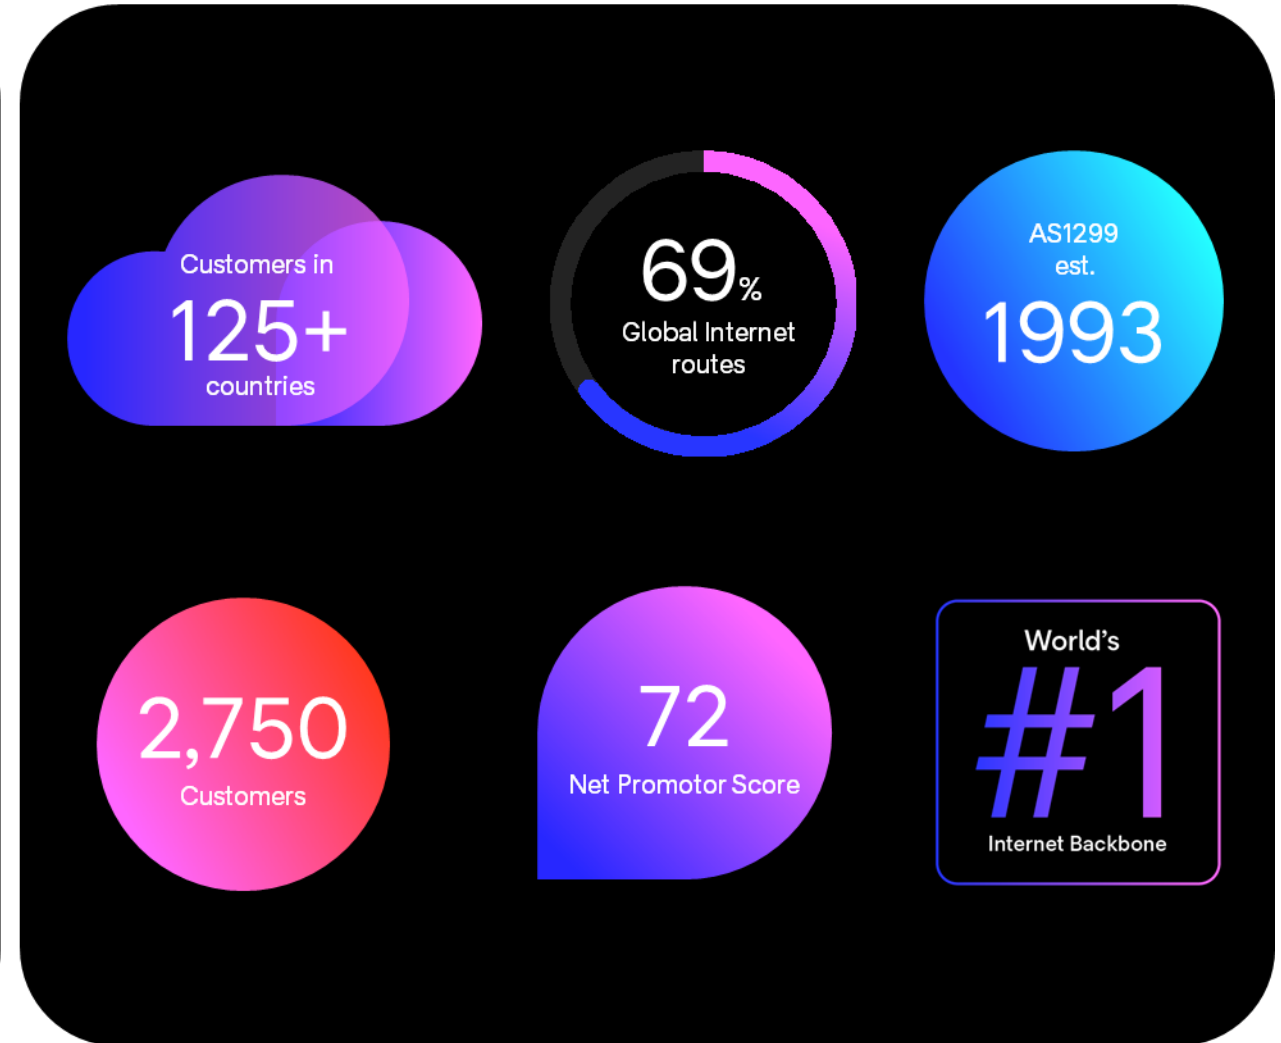 Customers in
125+
countries
69%
Global Internet
routes
AS1299
est.
1993
2,750
Customers
72
Net Promotor Score
World's
#1
Internet Backbone